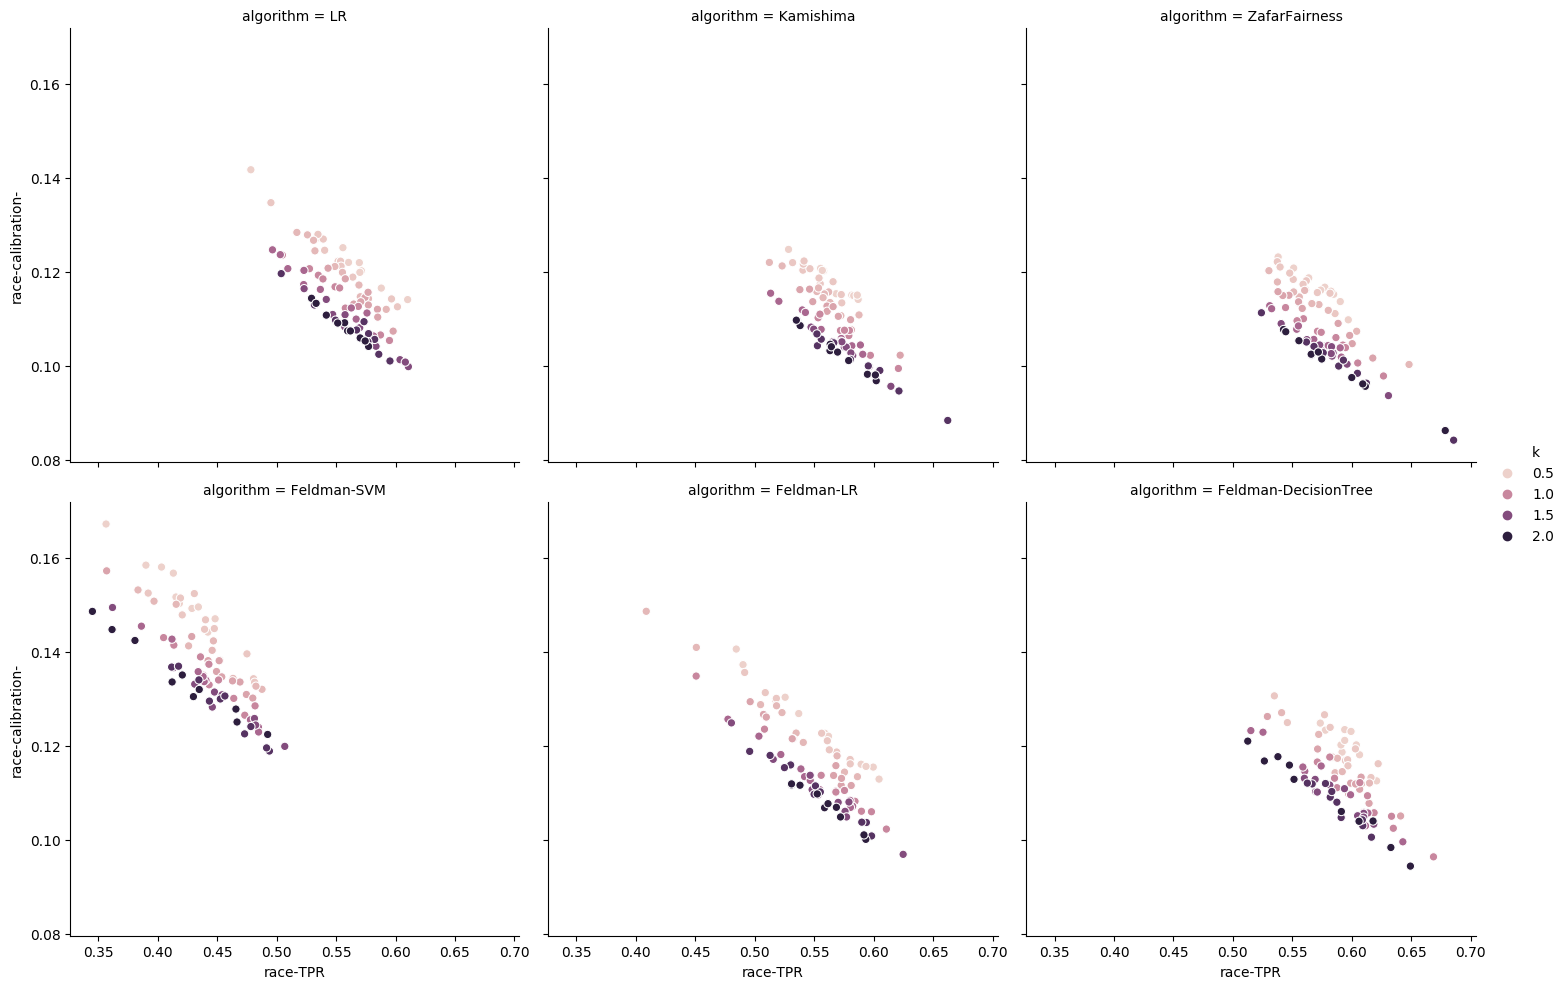 algorithm = LR
algorithm = Kamishima
algorithm = ZafarFairness
0.16
0.14
0.12
0.10
0.08
race-calibration-
k
0.5
1.0
1.5
2.0
algorithm = Feldman-SVM
algorithm = Feldman-LR
algorithm = Feldman-DecisionTree
0.16
0.14
0.12
0.10
0.08
race-calibration-
0.35 0.40 0.45 0.50 0.55 0.60 0.65 0.70
0.35 0.40 0.45 0.50 0.55 0.60 0.65 0.70
0.35 0.40 0.45 0.50 0.55 0.60 0.65 0.70
race-TPR
race-TPR
race-TPR